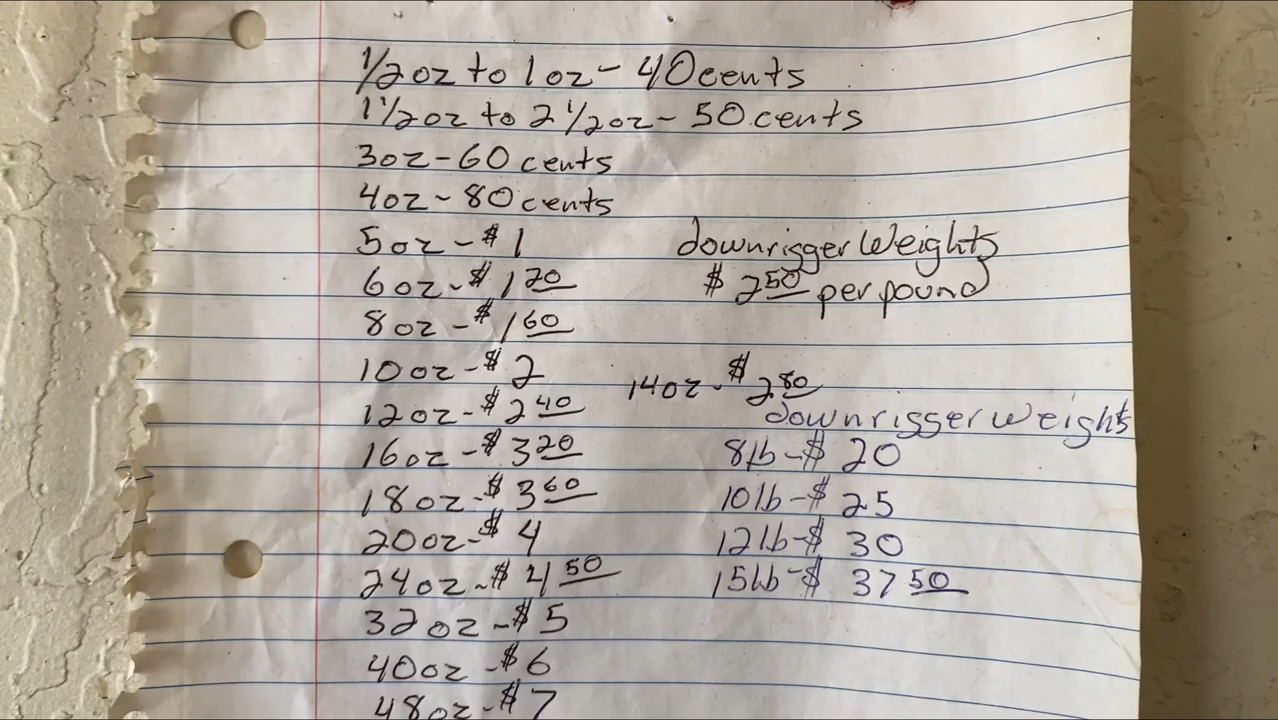 1/2oz to 1oz - 40 cents
1 1/2oz to 2 1/2oz - 50 cents
3oz - 60 cents
4oz - 80 cents
5oz - $1
6oz - $1 20
8oz - $1 60
10oz - $2
12oz - $2 40
16oz - $3 20
18oz - $3 60
20oz - $4
24oz - $4 50
32oz - $5
40oz - $6
48oz - $7
downrigger Weights
$2 50 per pound
14oz - $2 80
downrigger weights
8lb - $20
10lb - $25
12lb - $30
15lb - $37 50